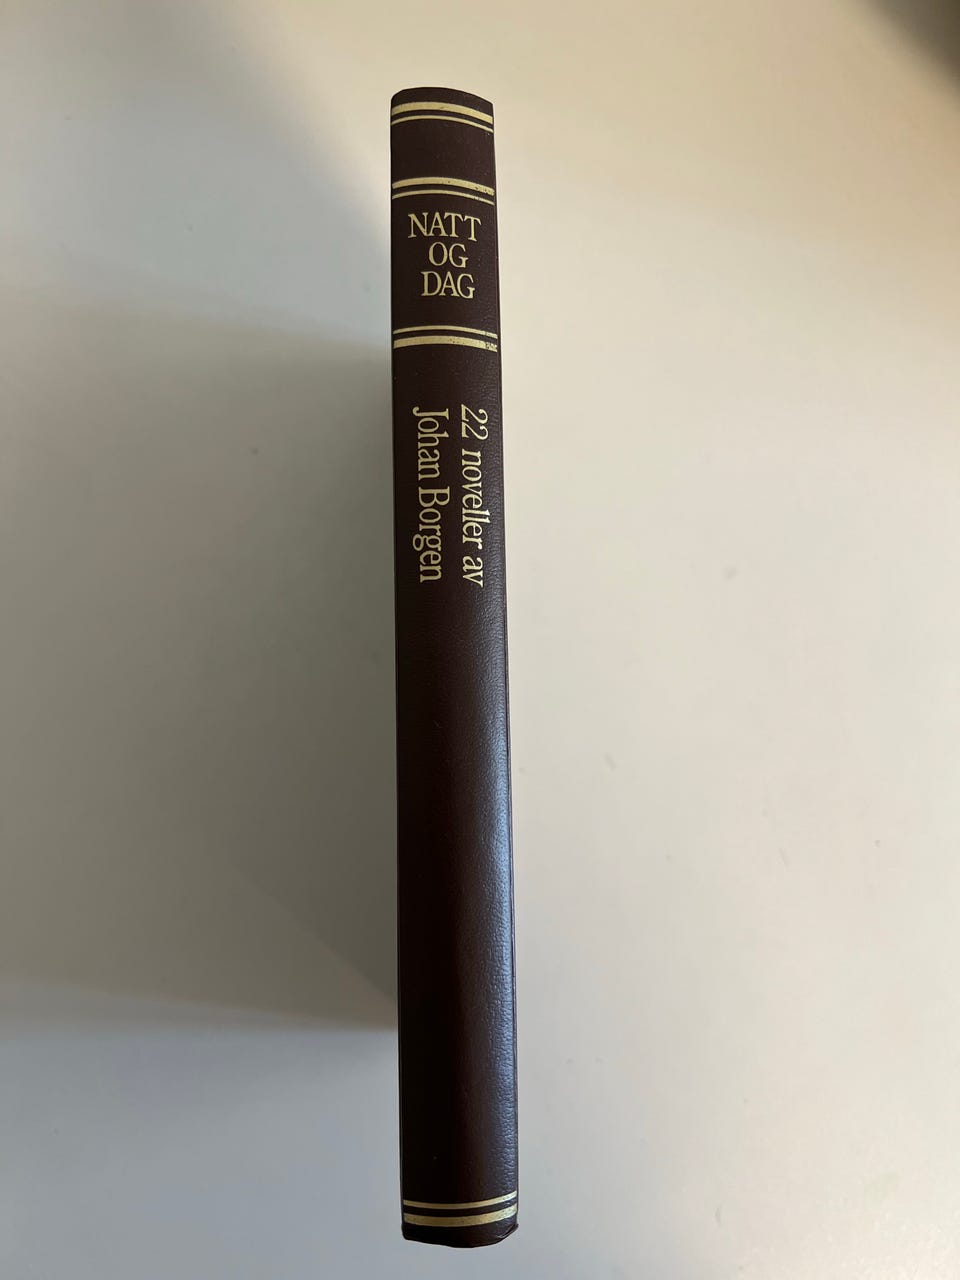 NATT
OG
DAG
22 noveller av
Johan Borgen